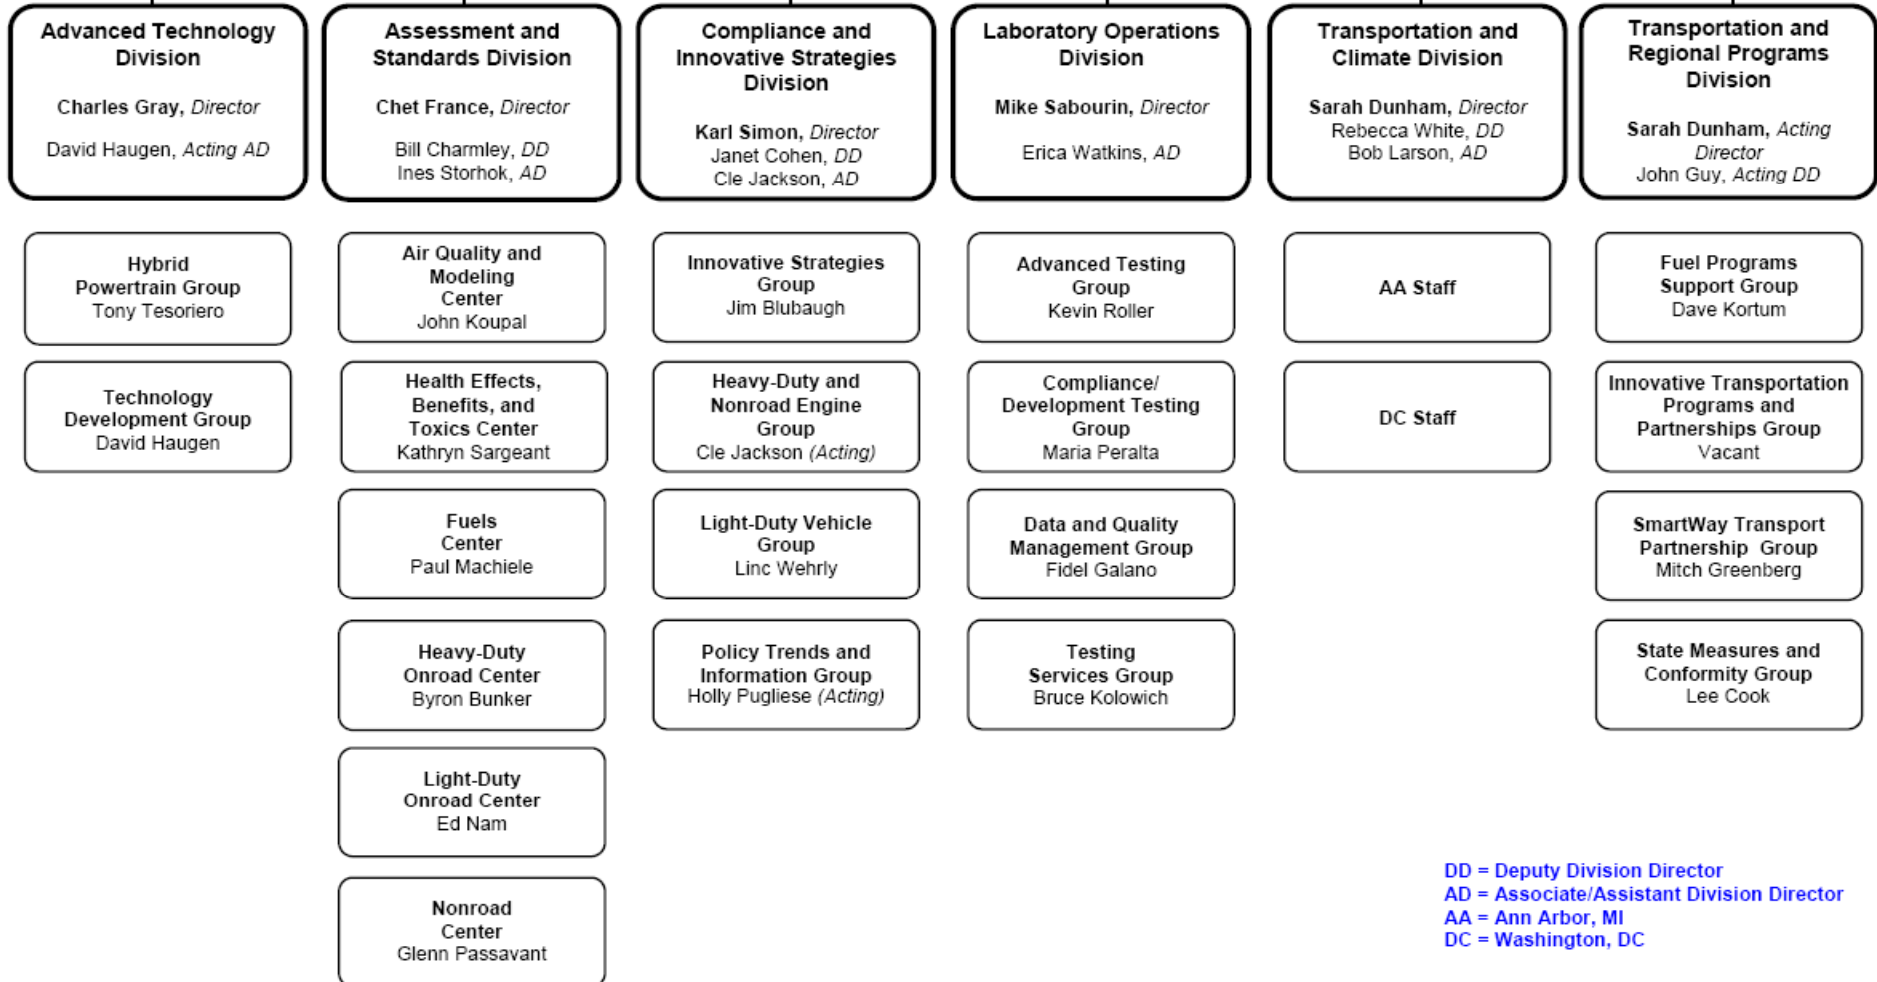 Advanced Technology
Division
Charles Gray, Director
David Haugen, Acting AD
Hybrid
Powertrain Group
Tony Tesoriero
Technology
Development Group
David Haugen
Assessment and
Standards Division
Chet France, Director
Bill Charmley, DD
Ines Storhok, AD
Air Quality and
Modeling
Center
John Koupal
Health Effects,
Benefits, and
Toxics Center
Kathryn Sargeant
Fuels
Center
Paul Machiele
Heavy-Duty
Onroad Center
Byron Bunker
Light-Duty
Onroad Center
Ed Nam
Nonroad
Center
Glenn Passavant
Compliance and
Innovative Strategies
Division
Karl Simon, Director
Janet Cohen, DD
Cle Jackson, AD
Innovative Strategies
Group
Jim Blubaugh
Heavy-Duty and
Nonroad Engine
Group
Cle Jackson (Acting)
Light-Duty Vehicle
Group
Linc Wehrly
Policy Trends and
Information Group
Holly Pugliese (Acting)
Laboratory Operations
Division
Mike Sabourin, Director
Erica Watkins, AD
Advanced Testing
Group
Kevin Roller
Compliance/
Development Testing
Group
Maria Peralta
Data and Quality
Management Group
Fidel Galano
Testing
Services Group
Bruce Kolowich
Transportation and
Climate Division
Sarah Dunham, Director
Rebecca White, DD
Bob Larson, AD
AA Staff
DC Staff
Transportation and
Regional Programs
Division
Sarah Dunham, Acting
Director
John Guy, Acting DD
Fuel Programs
Support Group
Dave Kortum
Innovative Transportation
Programs and
Partnerships Group
Vacant
SmartWay Transport
Partnership Group
Mitch Greenberg
State Measures and
Conformity Group
Lee Cook
DD = Deputy Division Director
AD = Associate/Assistant Division Director
AA = Ann Arbor, MI
DC = Washington, DC